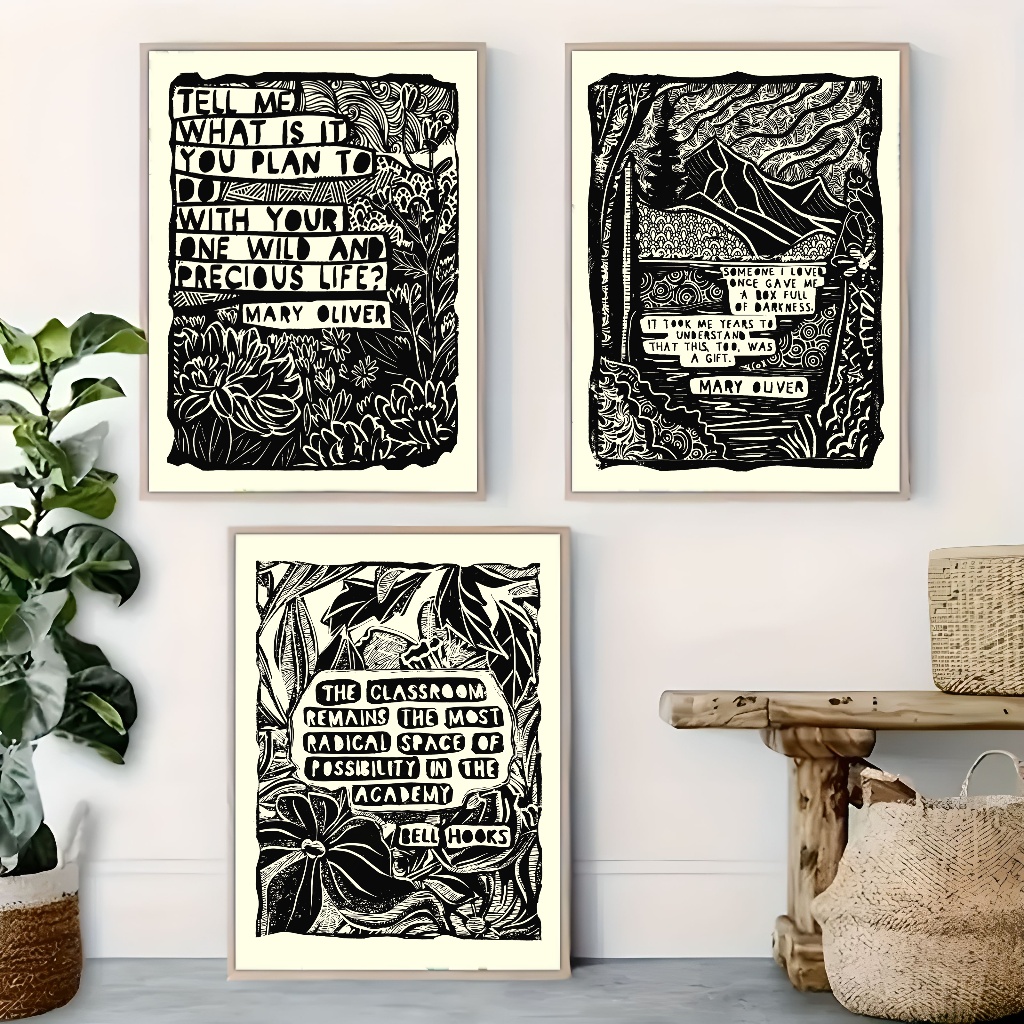 TELL ME
WHAT IS IT
YOU PLAN TO
DO
WITH YOUR
ONE WILD AND
PRECIOUS LIFE?
MARY OLIVER
SOMEONE I LOVED
ONCE GAVE ME
A BOX FULL
OF DARKNESS.
IT TOOK ME YEARS TO
UNDERSTAND
THAT THIS, TOO, WAS
A GIFT.
MARY OLIVER
THE CLASSROOM
REMAINS THE MOST
RADICAL SPACE OF
POSSIBILITY IN THE
ACADEMY
BELL HOOKS